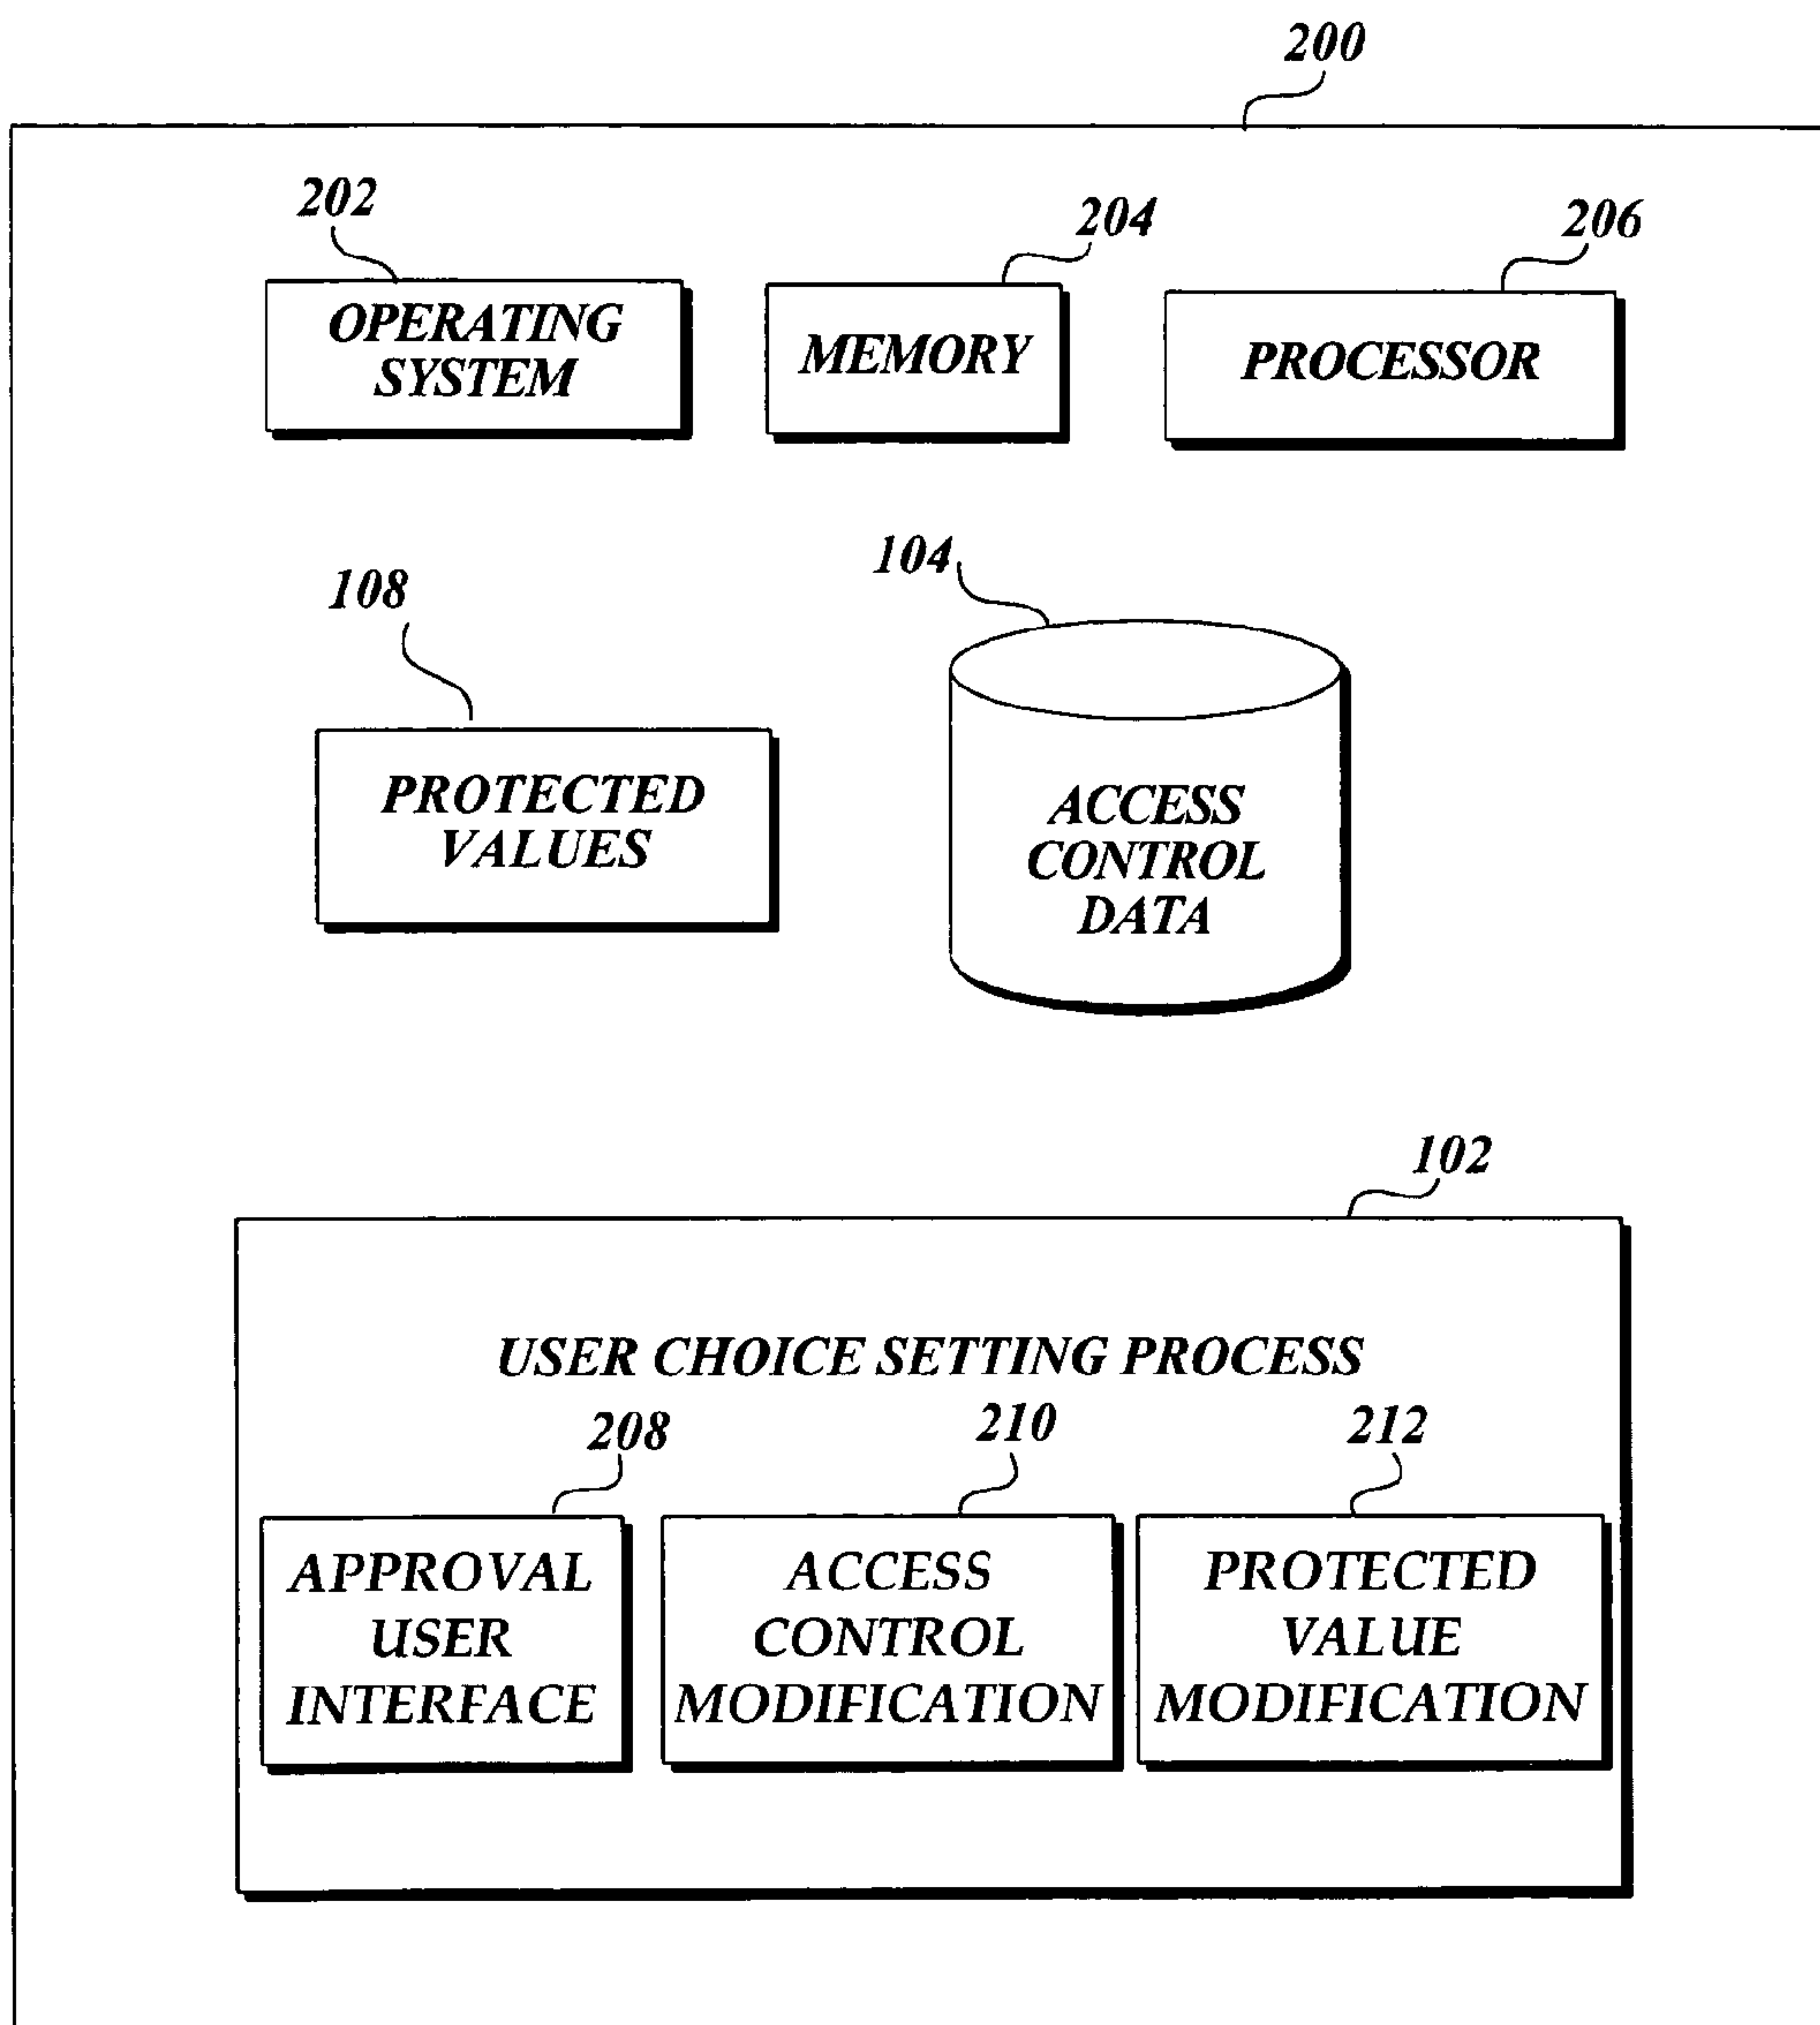 200
202
204
206
OPERATING
SYSTEM
MEMORY
PROCESSOR
108
104
PROTECTED
VALUES
ACCESS
CONTROL
DATA
102
USER CHOICE SETTING PROCESS
208
210
212
APPROVAL
USER
INTERFACE
ACCESS
CONTROL
MODIFICATION
PROTECTED
VALUE
MODIFICATION